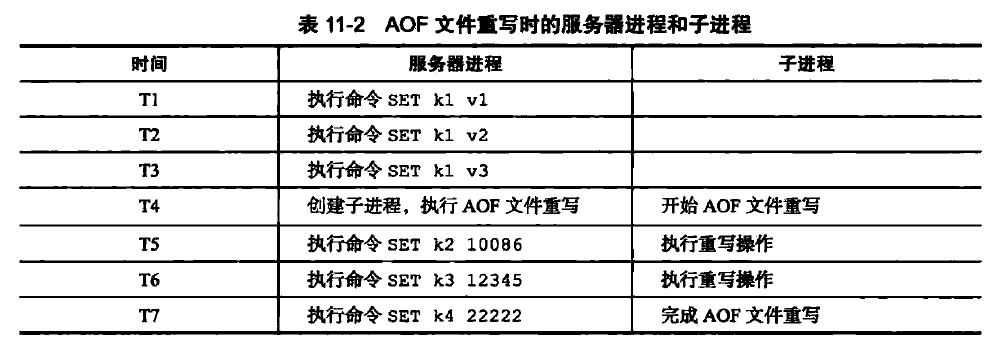 表 11-2 AOF 文件重写时的服务器进程和子进程
时间 服务器进程 子进程
T1 执行命令 SET k1 v1
T2 执行命令 SET k1 v2
T3 执行命令 SET k1 v3
T4 创建子进程，执行 AOF 文件重写 开始 AOF 文件重写
T5 执行命令 SET k2 10086 执行重写操作
T6 执行命令 SET k3 12345 执行重写操作
T7 执行命令 SET k4 22222 完成 AOF 文件重写